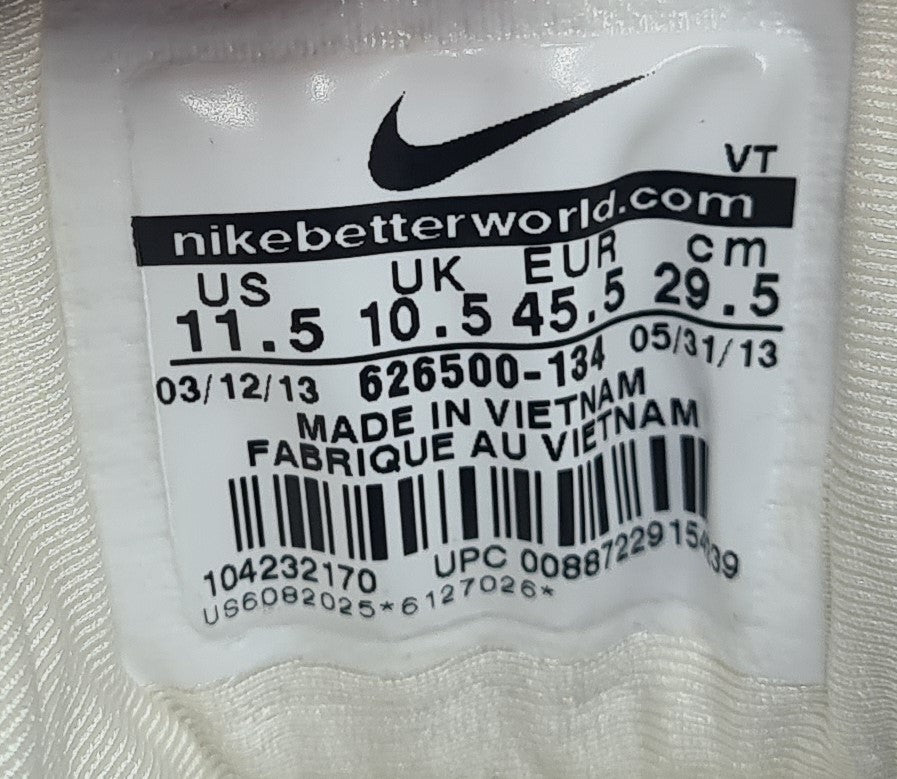 VT
nikebetterworld.com
US UK EUR cm
11.5 10.5 45.5 29.5
03/12/13 626500-134 05/31/13
MADE IN VIETNAM
FABRIQUE AU VIETNAM
104232170 UPC
US6082025*6127026*